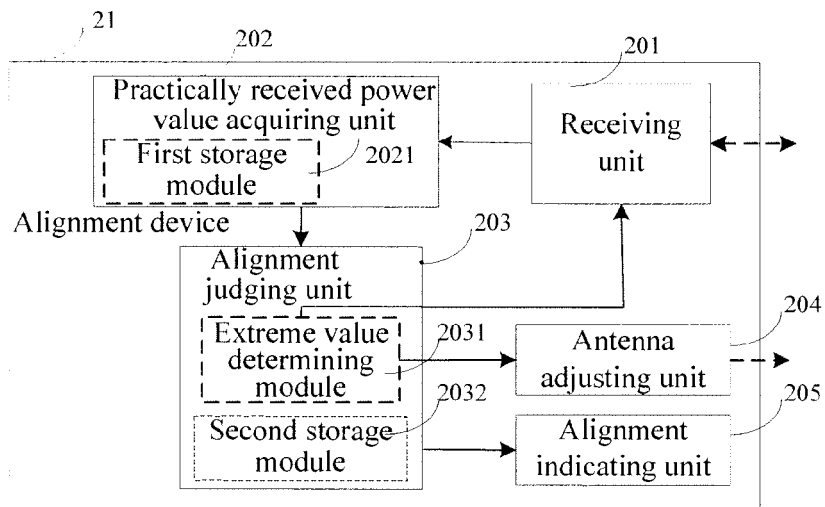 21
202
201
Practically received power
value acquiring unit
First storage
module
2021
Receiving
unit
Alignment device
203
Alignment
judging unit
Extreme value
determining
module
2031
204
Antenna
adjusting unit
2032
205
Second storage
module
Alignment
indicating unit